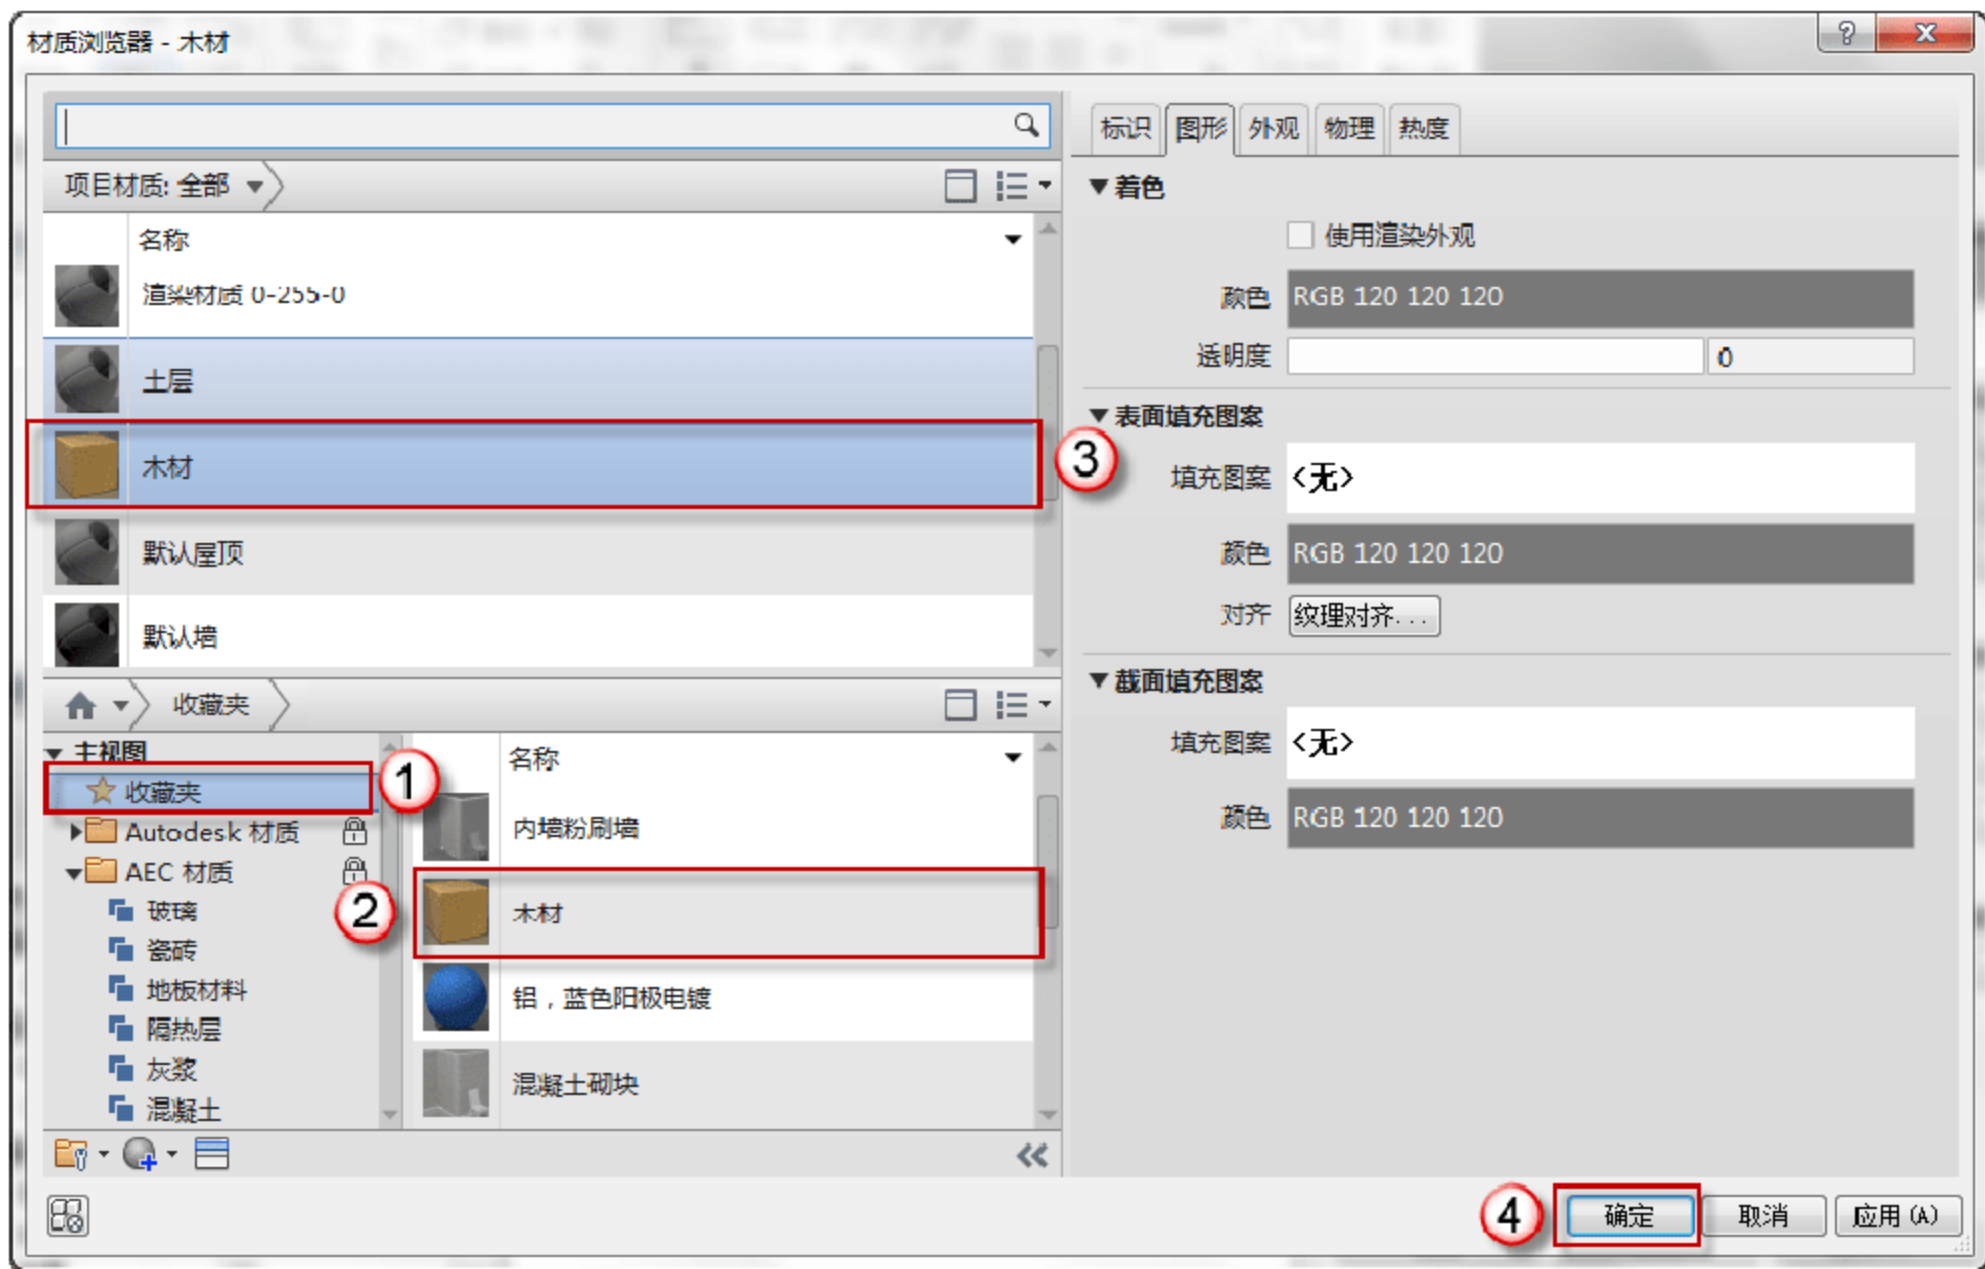 材质浏览器 - 木材
项目材质: 全部
名称
渲染材质 0-255-0
土层
木材
③
默认屋顶
默认墙
收藏夹
主视图
收藏夹
①
Autodesk 材质
AEC 材质
②
玻璃
瓷砖
地板材料
隔热层
灰浆
混凝土
名称
内墙粉刷墙
木材
铝，蓝色阳极电镀
混凝土砌块
标识 图形 外观 物理 热度
着色
使用渲染外观
颜色 RGB 120 120 120
透明度 0
表面填充图案
填充图案 <无>
颜色 RGB 120 120 120
对齐 纹理对齐...
截面填充图案
填充图案 <无>
颜色 RGB 120 120 120
④ 确定 取消 应用(A)